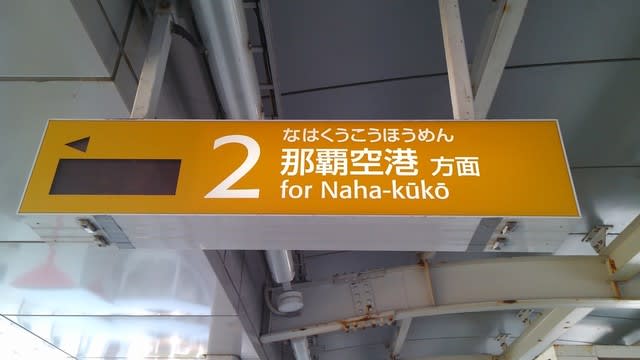 2
なはくうこうほうめん
那覇空港 方面
for Naha-kūkō